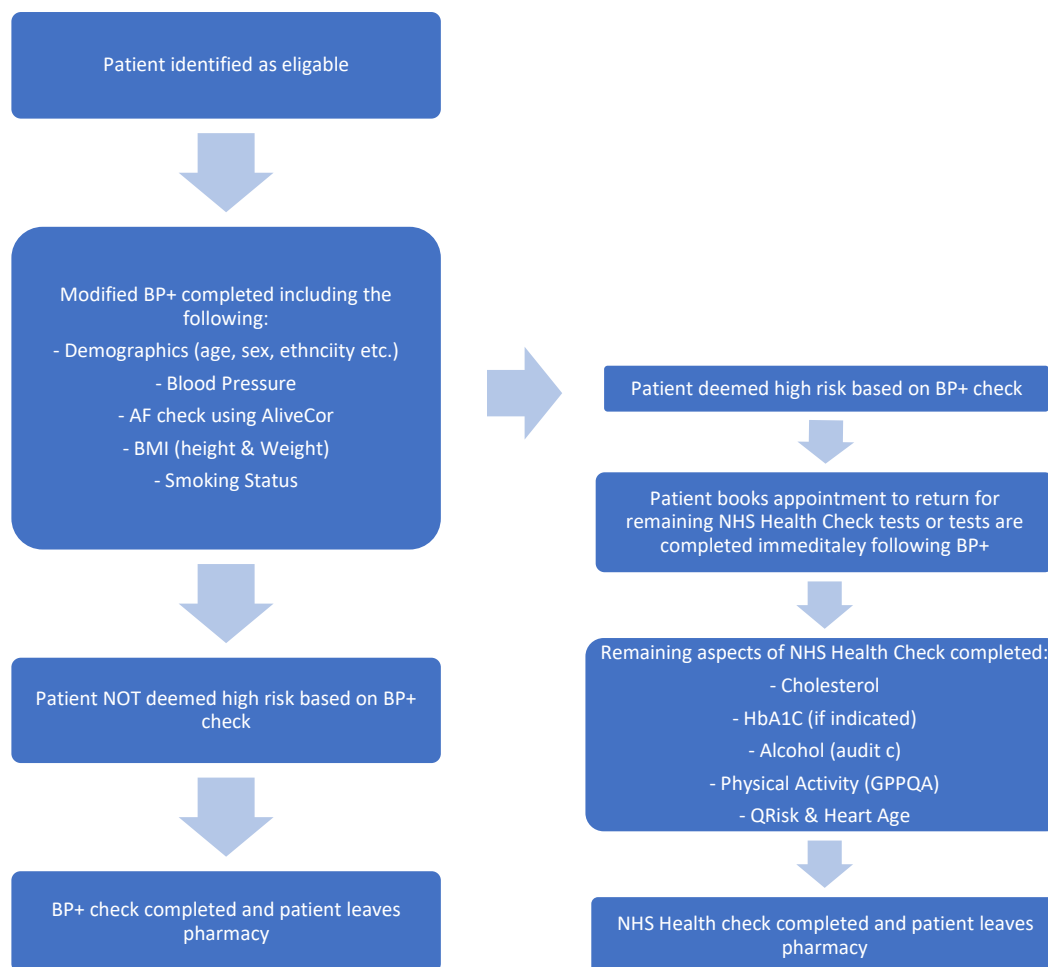 Patient identified as eligable
Modified BP+ completed including the
following:
- Demographics (age, sex, ethnciity etc.)
- Blood Pressure
- AF check using AliveCor
- BMI (height & Weight)
- Smoking Status
Patient NOT deemed high risk based on BP+
check
BP+ check completed and patient leaves
pharmacy
Patient deemed high risk based on BP+ check
Patient books appointment to return for
remaining NHS Health Check tests or tests are
completed immeditaley following BP+
Remaining aspects of NHS Health Check completed:
- Cholesterol
- HbA1C (if indicated)
- Alcohol (audit c)
- Physical Activity (GPPQA)
- QRisk & Heart Age
NHS Health check completed and patient leaves
pharmacy